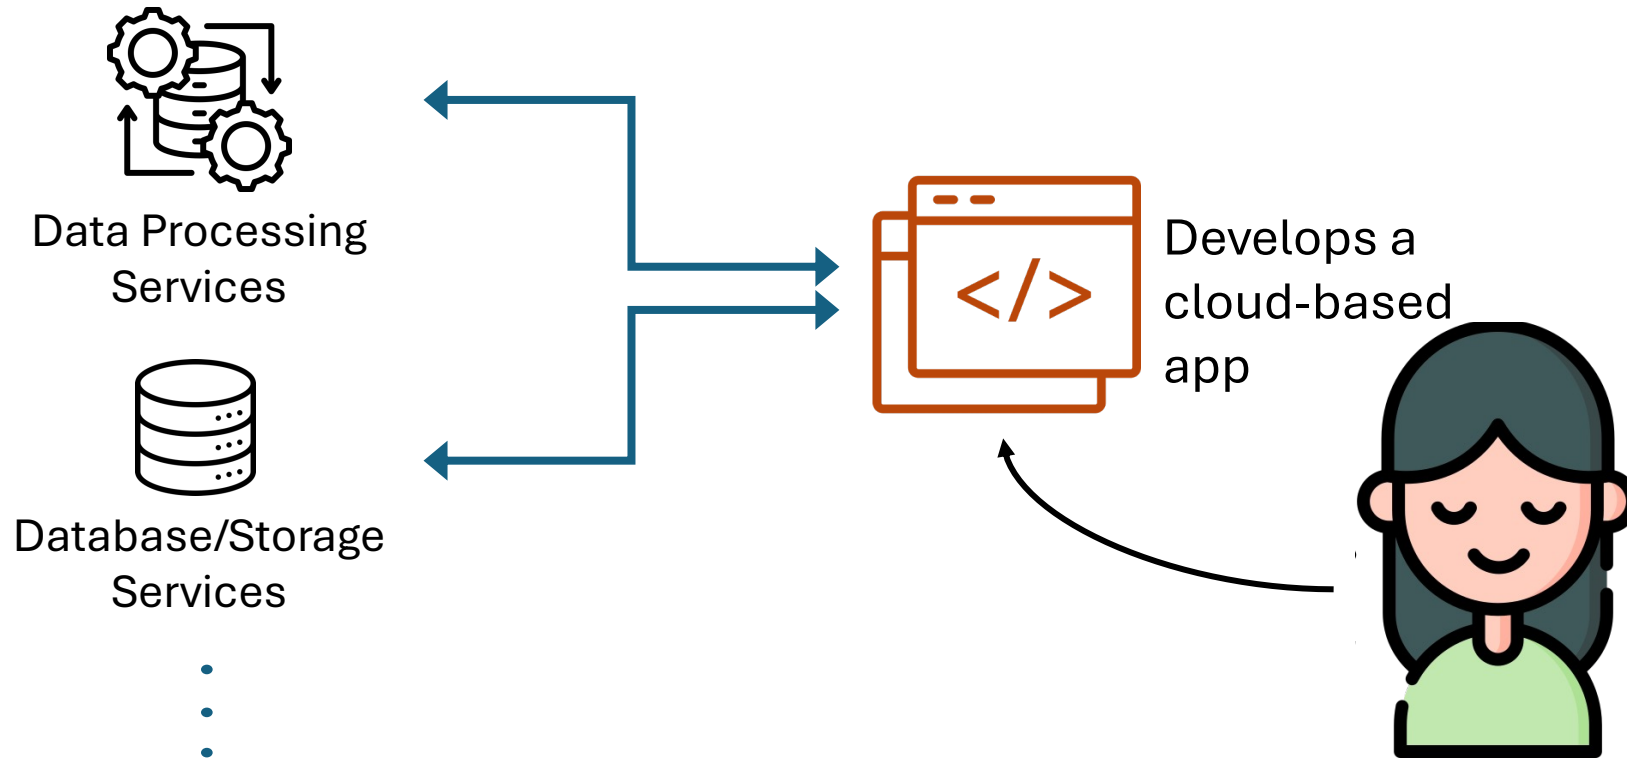 Data Processing
Services
Database/Storage
Services
</>
Develops a
cloud-based
app